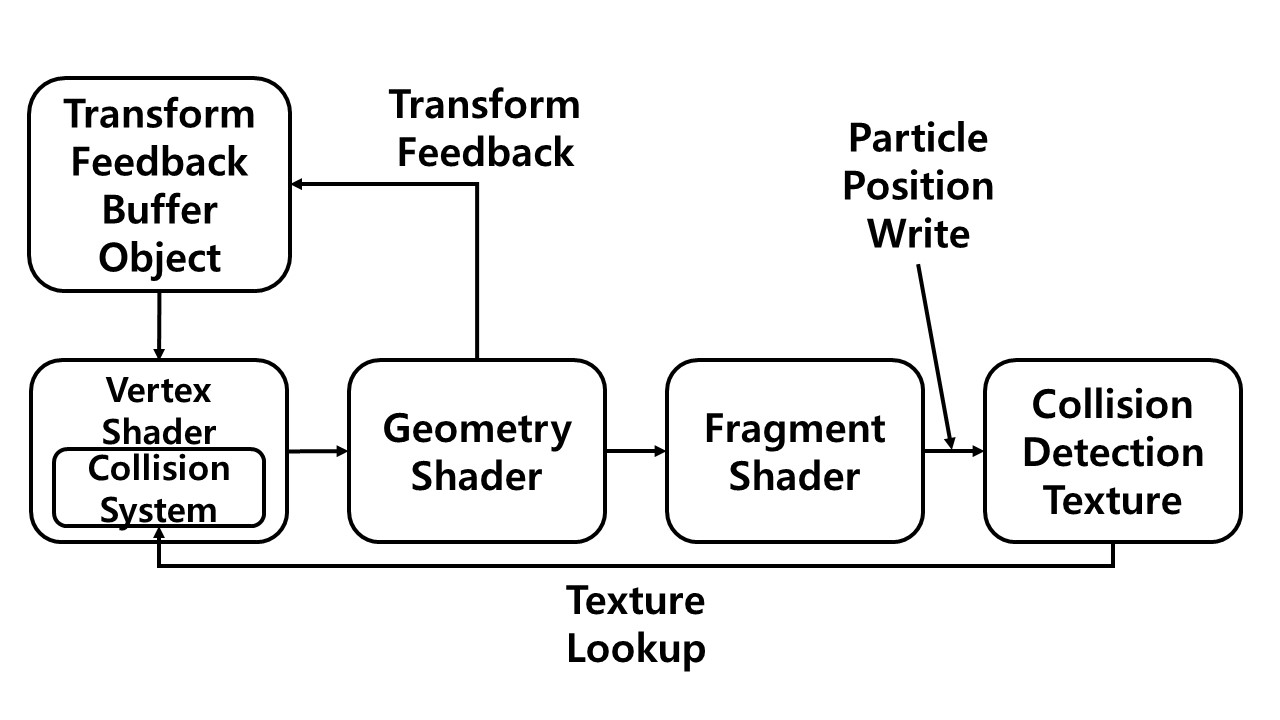 Transform
Feedback
Buffer
Object
Transform
Feedback
Particle
Position
Write
Vertex
Shader
Collision
System
Geometry
Shader
Fragment
Shader
Collision
Detection
Texture
Texture
Lookup